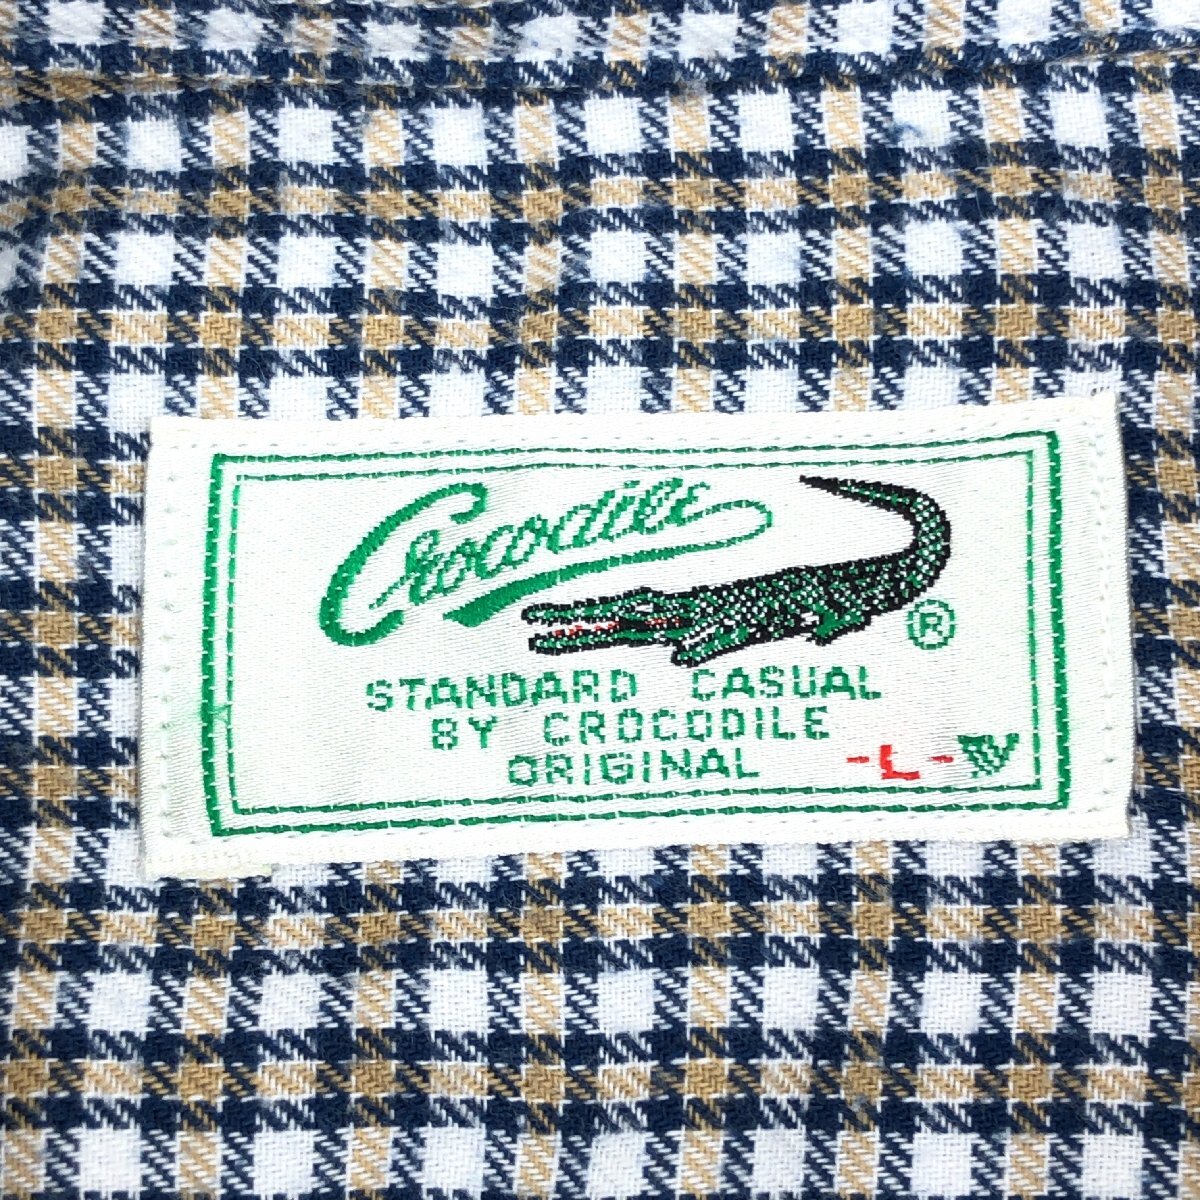 Crocodile
®
STANDARD CASUAL
BY CROCODILE
ORIGINAL
-L-